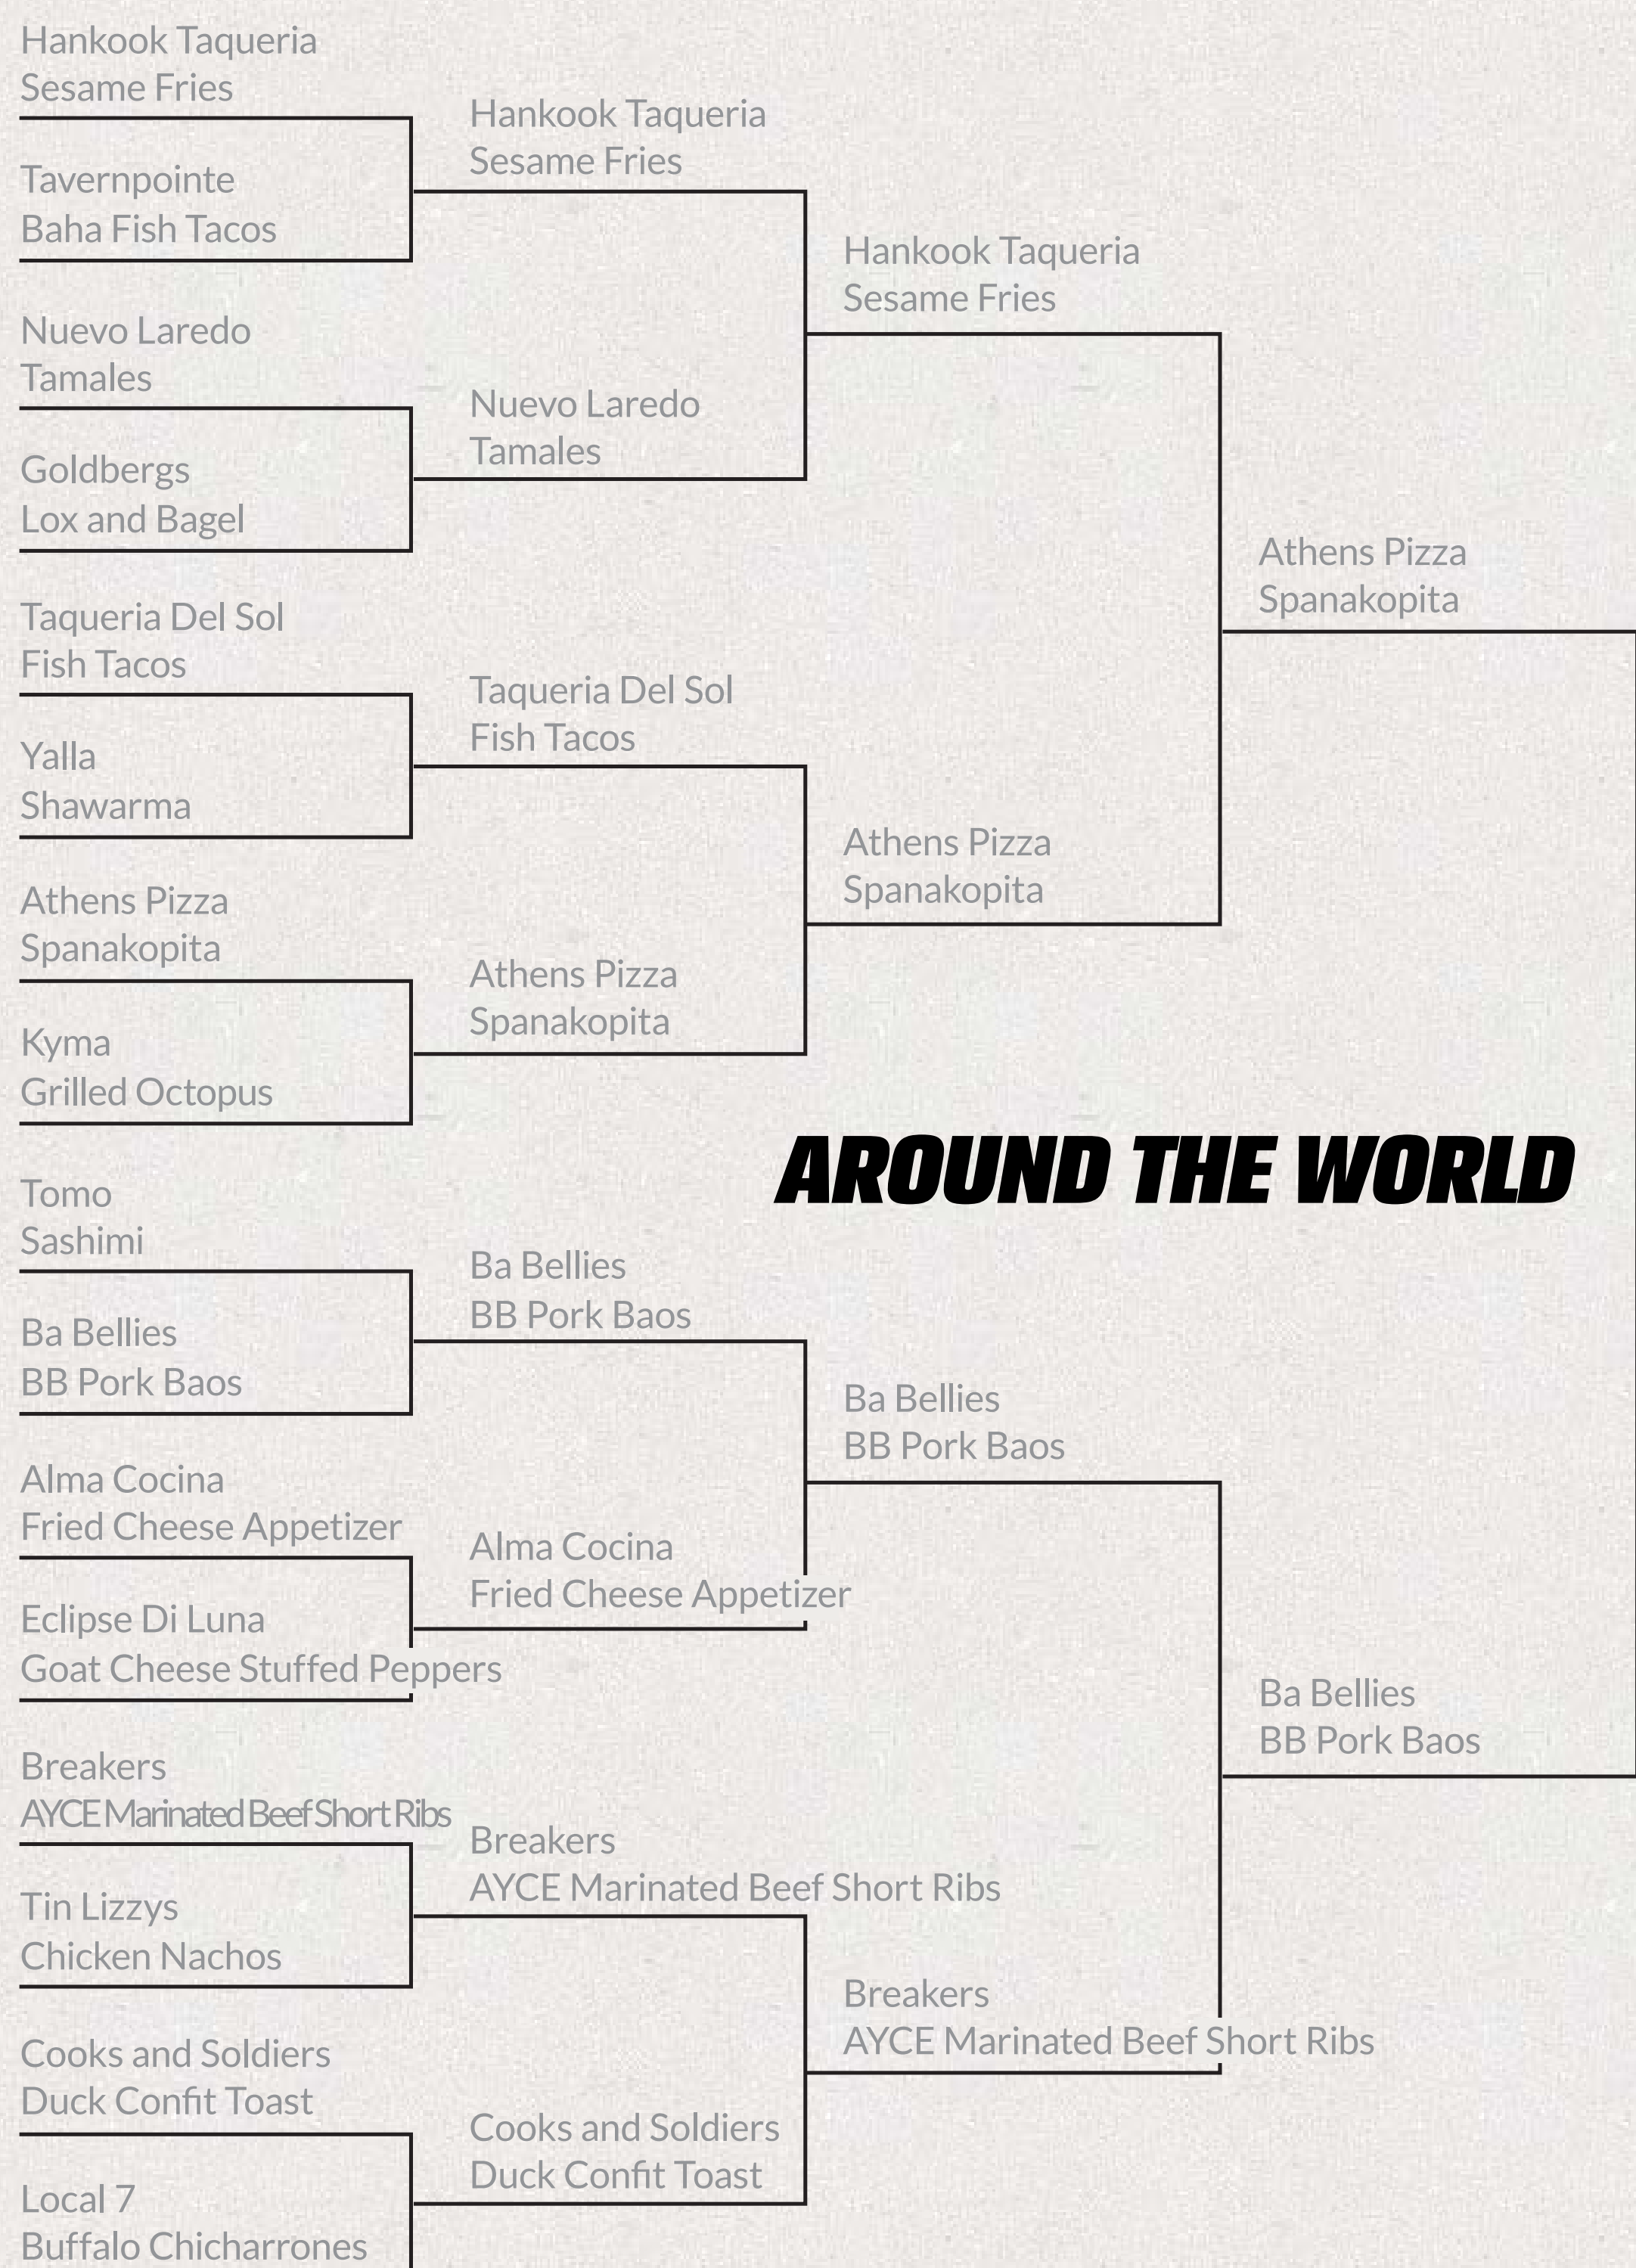 Hankook Taqueria
Sesame Fries
Tavernpointe
Baha Fish Tacos
Nuevo Laredo
Tamales
Goldbergs
Lox and Bagel
Taqueria Del Sol
Fish Tacos
Yalla
Shawarma
Athens Pizza
Spanakopita
Kyma
Grilled Octopus
Tomo
Sashimi
Ba Bellies
BB Pork Baos
Alma Cocina
Fried Cheese Appetizer
Eclipse Di Luna
Goat Cheese Stuffed Peppers
Breakers
AYCE Marinated Beef Short Ribs
Tin Lizzys
Chicken Nachos
Cooks and Soldiers
Duck Confit Toast
Local 7
Buffalo Chicharrones
Hankook Taqueria
Sesame Fries
Nuevo Laredo
Tamales
Taqueria Del Sol
Fish Tacos
Athens Pizza
Spanakopita
Ba Bellies
BB Pork Baos
Alma Cocina
Fried Cheese Appetizer
Breakers
AYCE Marinated Beef Short Ribs
Cooks and Soldiers
Duck Confit Toast
Hankook Taqueria
Sesame Fries
Athens Pizza
Spanakopita
Ba Bellies
BB Pork Baos
Breakers
AYCE Marinated Beef Short Ribs
Athens Pizza
Spanakopita
Ba Bellies
BB Pork Baos
AROUND THE WORLD